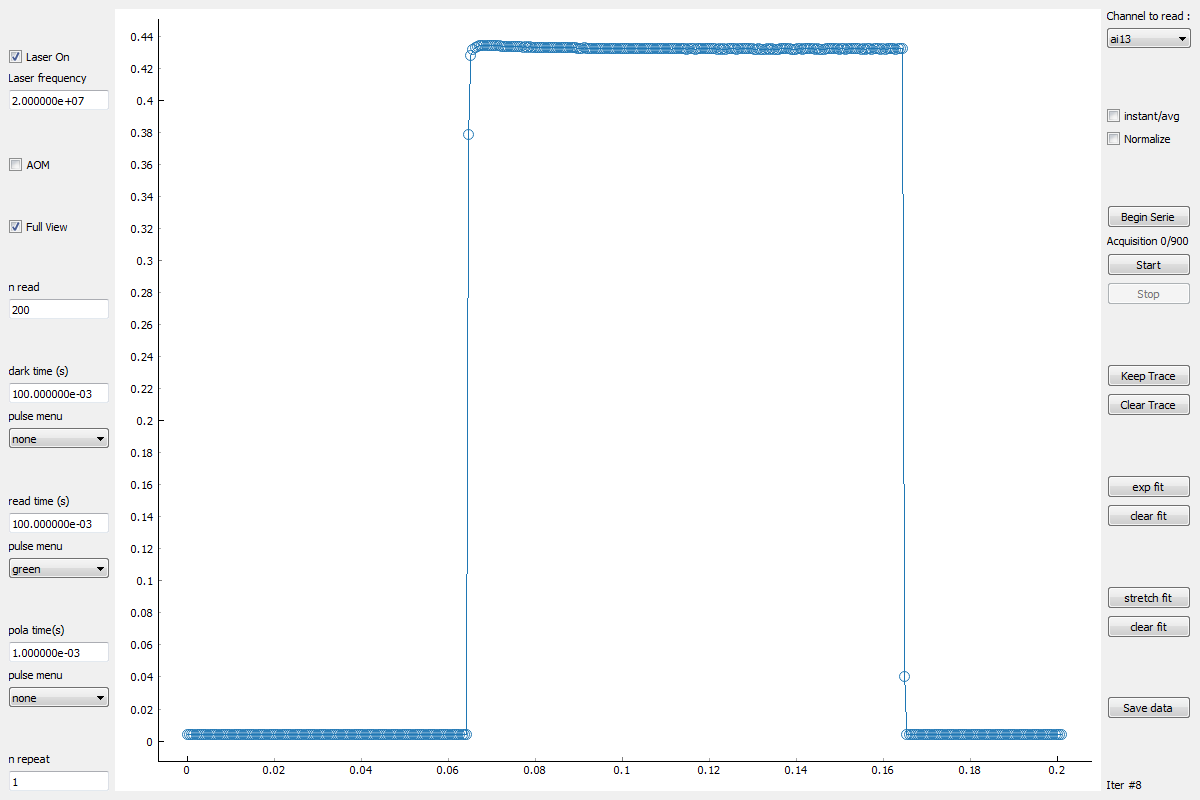 Laser On
Laser frequency
2.000000e+07
AOM
Full View
n read
200
dark time (s)
100.000000e-03
pulse menu
none
read time (s)
100.000000e-03
pulse menu
green
pola time(s)
1.000000e-03
pulse menu
none
n repeat
1
0.44
0.42
0.4
0.38
0.36
0.34
0.32
0.3
0.28
0.26
0.24
0.22
0.2
0.18
0.16
0.14
0.12
0.1
0.08
0.06
0.04
0.02
0
0 0.02 0.04 0.06 0.08 0.1 0.12 0.14 0.16 0.18 0.2
Channel to read :
ai13
instant/avg
Normalize
Begin Serie
Acquisition 0/900
Start
Stop
Keep Trace
Clear Trace
exp fit
clear fit
stretch fit
clear fit
Save data
Iter #8